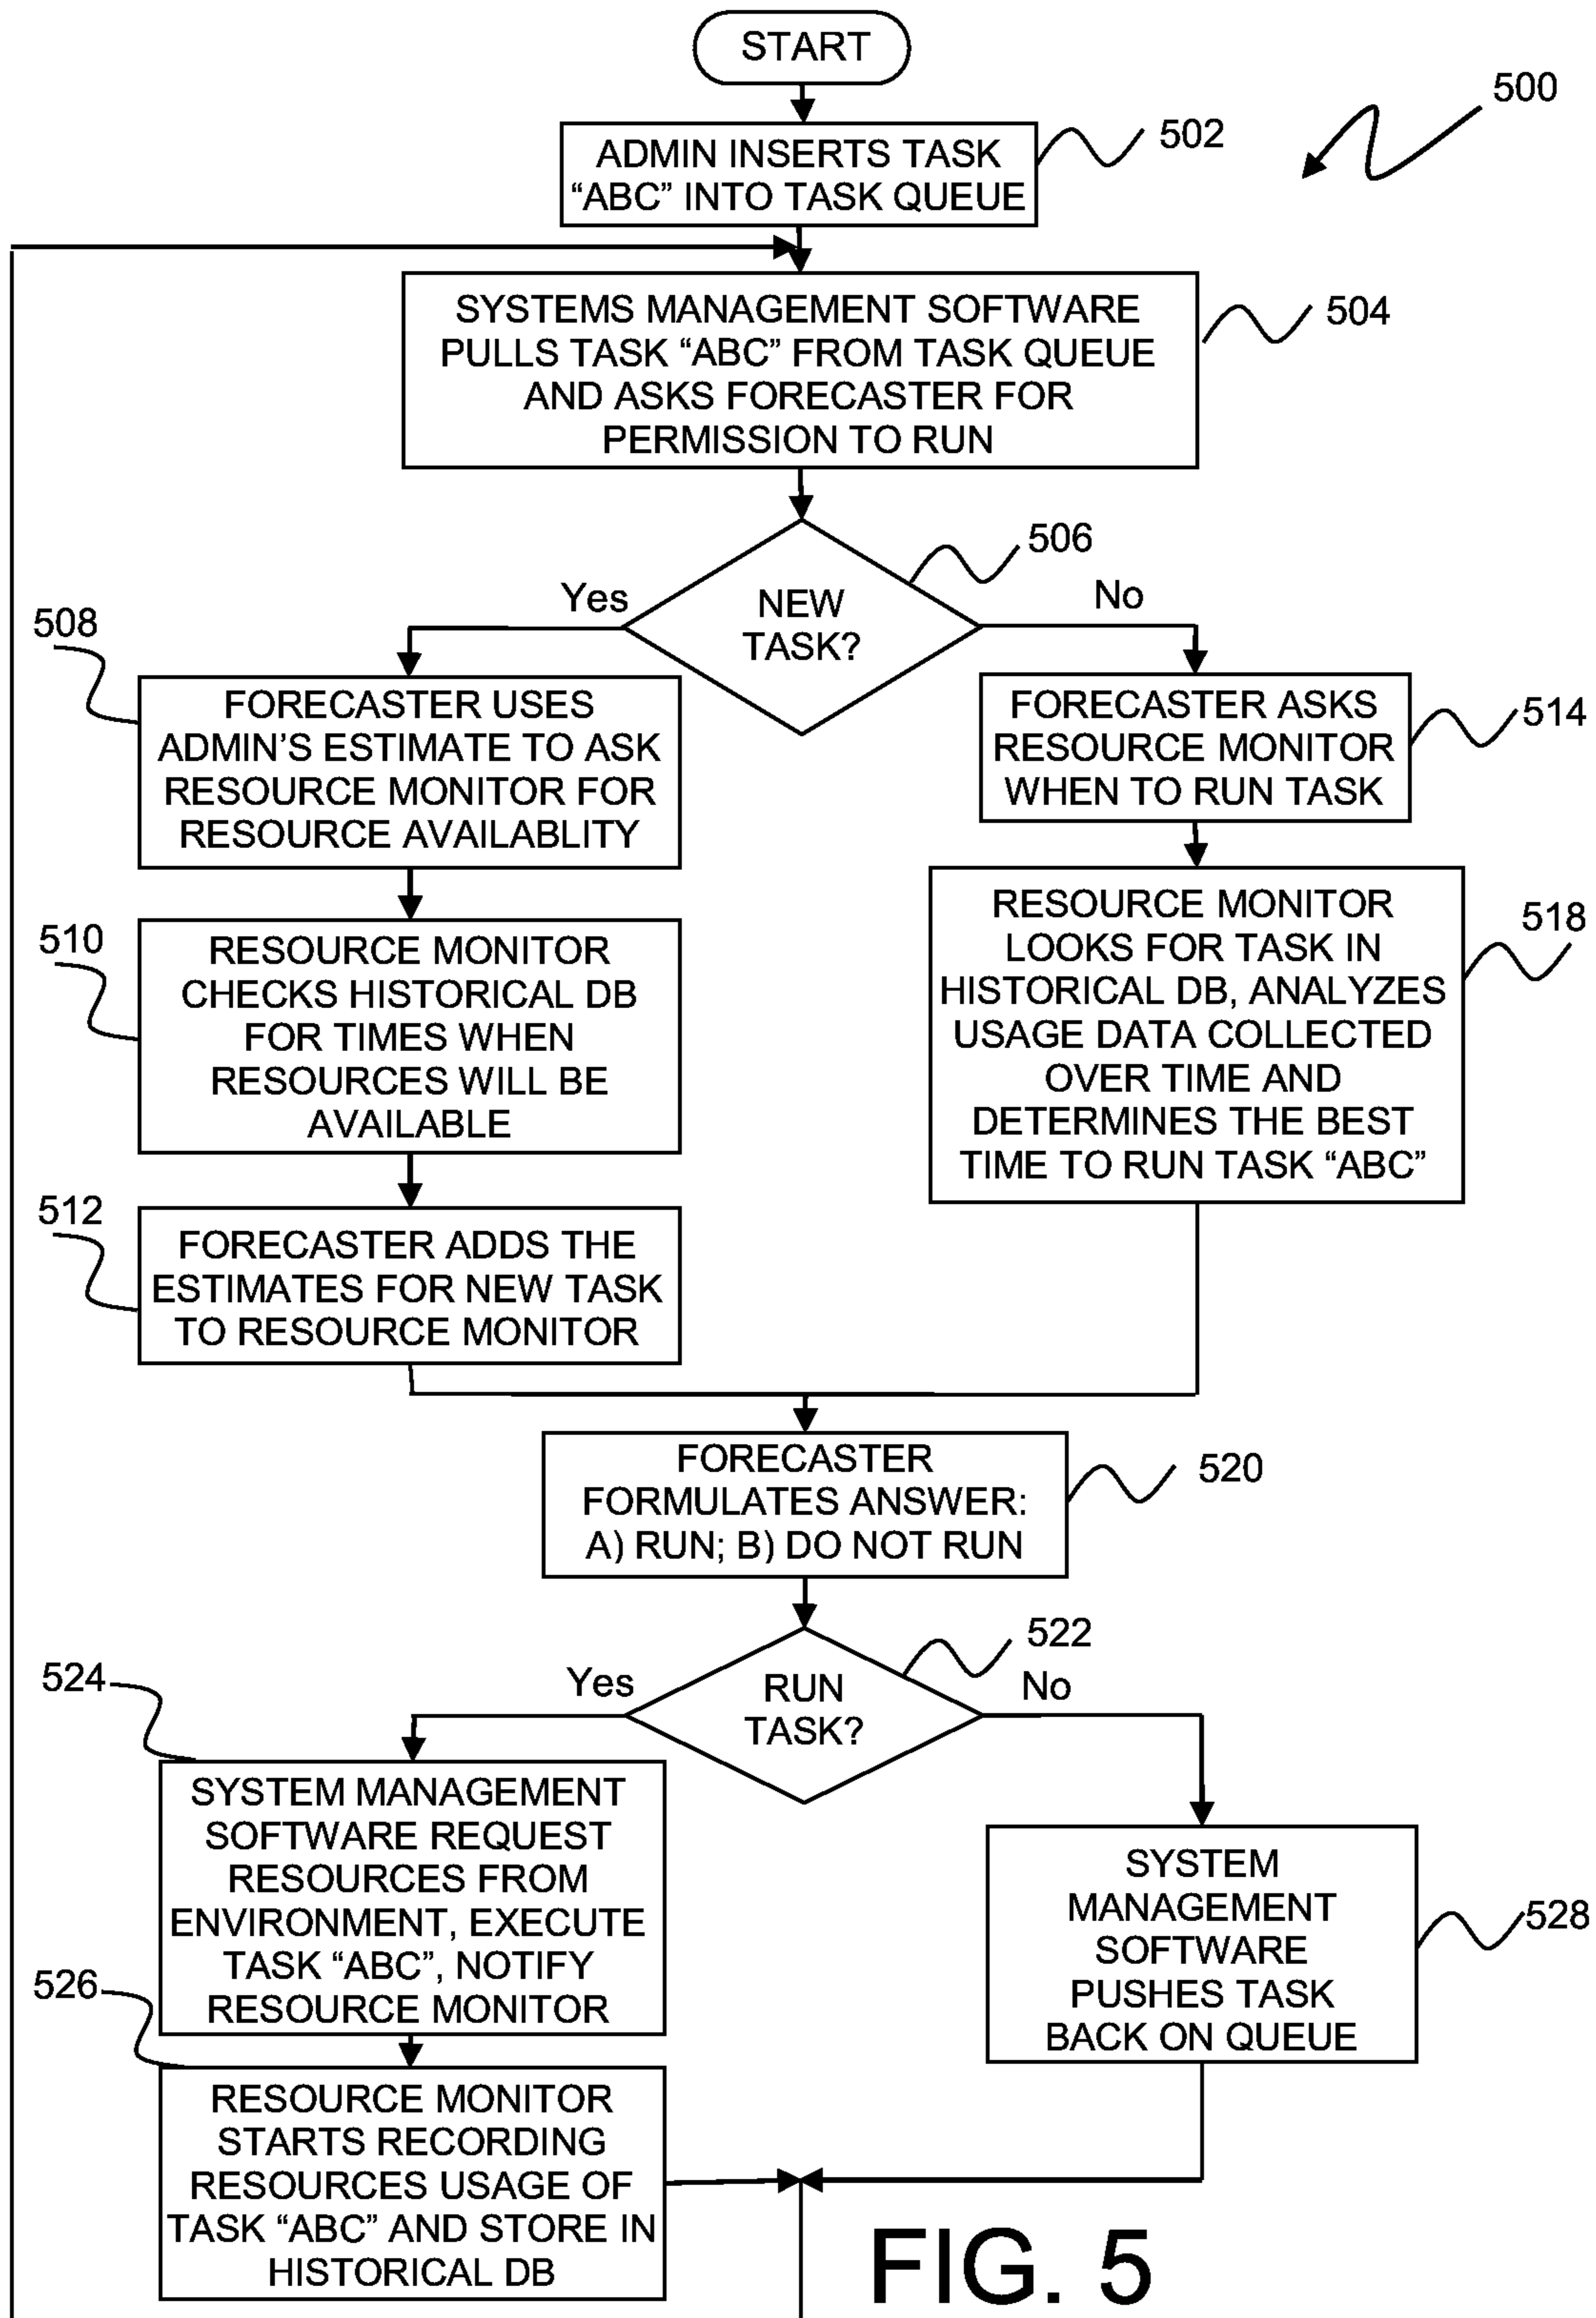 START
500
502
ADMIN INSERTS TASK
“ABC” INTO TASK QUEUE
SYSTEMS MANAGEMENT SOFTWARE
PULLS TASK “ABC” FROM TASK QUEUE
AND ASKS FORECASTER FOR
PERMISSION TO RUN
504
506
NEW
TASK?
Yes
No
508
FORECASTER USES
ADMIN’S ESTIMATE TO ASK
RESOURCE MONITOR FOR
RESOURCE AVAILABLITY
FORECASTER ASKS
RESOURCE MONITOR
WHEN TO RUN TASK
514
510
RESOURCE MONITOR
CHECKS HISTORICAL DB
FOR TIMES WHEN
RESOURCES WILL BE
AVAILABLE
RESOURCE MONITOR
LOOKS FOR TASK IN
HISTORICAL DB, ANALYZES
USAGE DATA COLLECTED
OVER TIME AND
DETERMINES THE BEST
TIME TO RUN TASK “ABC”
518
512
FORECASTER ADDS THE
ESTIMATES FOR NEW TASK
TO RESOURCE MONITOR
FORECASTER
FORMULATES ANSWER:
A) RUN; B) DO NOT RUN
520
522
RUN
TASK?
Yes
No
524
SYSTEM MANAGEMENT
SOFTWARE REQUEST
RESOURCES FROM
ENVIRONMENT, EXECUTE
TASK “ABC”, NOTIFY
RESOURCE MONITOR
SYSTEM
MANAGEMENT
SOFTWARE
PUSHES TASK
BACK ON QUEUE
528
526
RESOURCE MONITOR
STARTS RECORDING
RESOURCES USAGE OF
TASK “ABC” AND STORE IN
HISTORICAL DB
FIG. 5